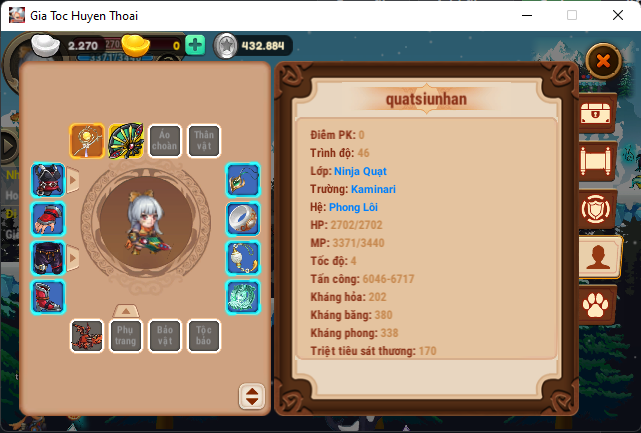 Gia Toc Huyen Thoai
2.270
0
432.884
3371/3440
Áo choàn
Thần vật
Phụ trang
Bảo vật
Tộc bảo
quatsiunhan
Điểm PK: 0
Trình độ: 46
Lớp: Ninja Quạt
Trường: Kaminari
Hệ: Phong Lôi
HP: 2702/2702
MP: 3371/3440
Tốc độ: 4
Tấn công: 6046-6717
Kháng hỏa: 202
Kháng băng: 380
Kháng phong: 338
Triệt tiêu sát thương: 170